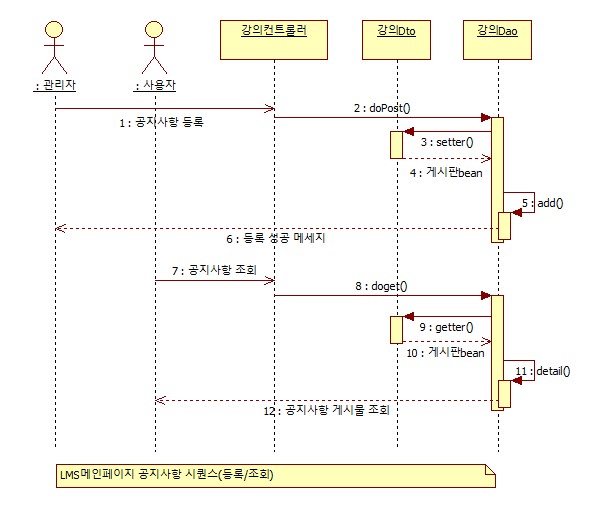 강의컨트롤러
강의Dto
강의Dao
: 관리자
: 사용자
1 : 공지사항 등록
2 : doPost()
3 : setter()
4 : 게시판bean
5 : add()
6 : 등록 성공 메세지
7 : 공지사항 조회
8 : doget()
9 : getter()
10 : 게시판bean
11 : detail()
12 : 공지사항 게시물 조회
LMS메인페이지 공지사항 시퀀스(등록/조회)